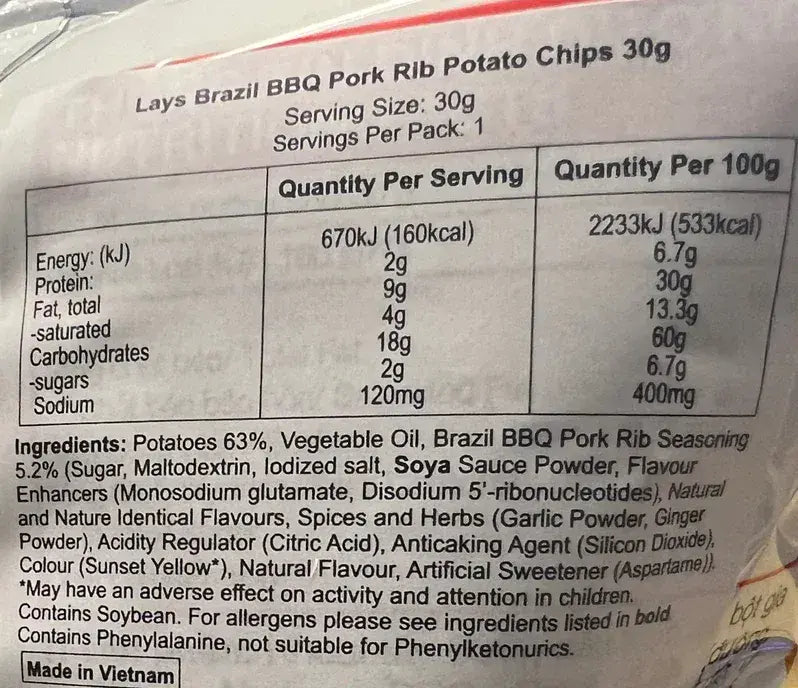 Lays Brazil BBQ Pork Rib Potato Chips 30g
Serving Size: 30g
Servings Per Pack: 1
Quantity Per Serving Quantity Per 100g
Energy: (kJ) 670kJ (160kcal) 2233kJ (533kcal)
Protein: 2g 6.7g
Fat, total 9g 30g
-saturated 4g 13.3g
Carbohydrates 18g 60g
-sugars 2g 6.7g
Sodium 120mg 400mg
Ingredients: Potatoes 63%, Vegetable Oil, Brazil BBQ Pork Rib Seasoning
5.2% (Sugar, Maltodextrin, Iodized salt, Soya Sauce Powder, Flavour
Enhancers (Monosodium glutamate, Disodium 5'-ribonucleotides), Natural
and Nature Identical Flavours, Spices and Herbs (Garlic Powder, Ginger
Powder), Acidity Regulator (Citric Acid), Anticaking Agent (Silicon Dioxide),
Colour (Sunset Yellow*), Natural Flavour, Artificial Sweetener (Aspartame)).
*May have an adverse effect on activity and attention in children.
Contains Soybean. For allergens please see ingredients listed in bold
Contains Phenylalanine, not suitable for Phenylketonurics.
Made in Vietnam
bột gia
đường